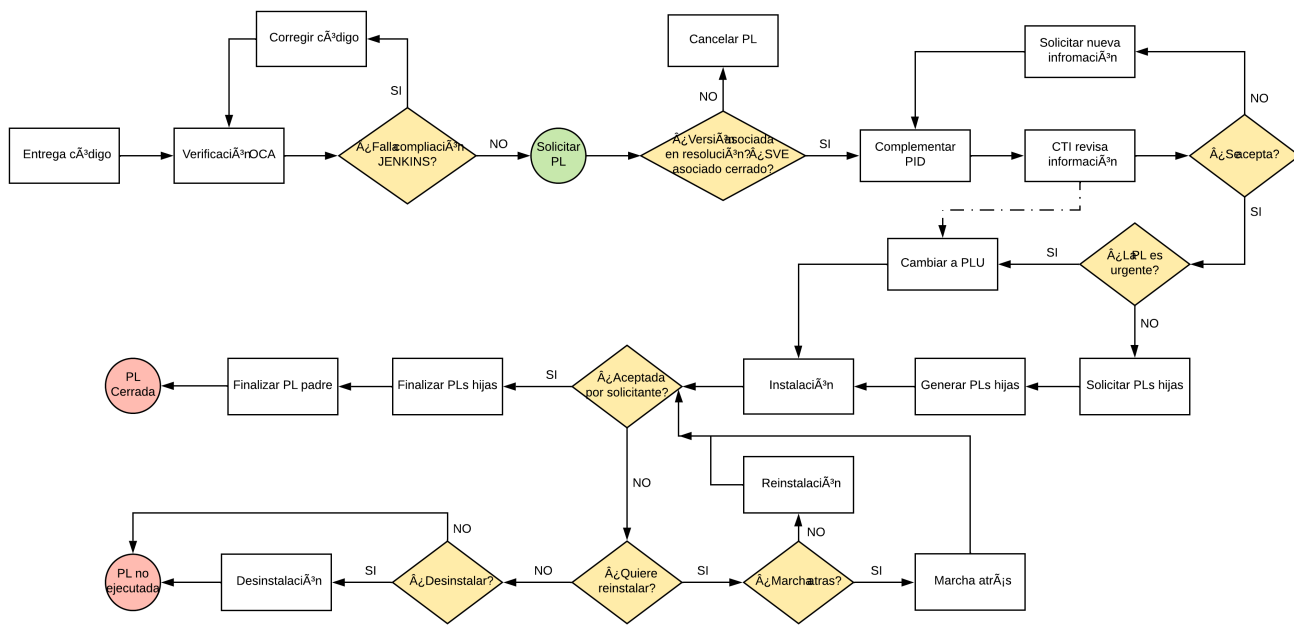 Corregir cÃ³digo
Cancelar PL
Solicitar nueva
infromaciÃ³n
SI
NO
NO
Entrega cÃ³digo
VerificaciÃ³n OCA
Â¿Falla compliaciÃ³n
JENKINS?
NO
Solicitar
PL
Â¿VersiÃ³n asociada
en resoluciÃ³n? Â¿SVE
asociado cerrado?
SI
Complementar
PID
CTI revisa
informaciÃ³n
Â¿Se acepta?
SI
Cambiar a PLU
SI
Â¿La PL es
urgente?
NO
PL
Cerrada
Finalizar PL padre
Finalizar PLs hijas
SI
Â¿Aceptada
por solicitante?
InstalaciÃ³n
Generar PLs hijas
Solicitar PLs hijas
NO
ReinstalaciÃ³n
NO
NO
PL no
ejecutada
DesinstalaciÃ³n
SI
Â¿Desinstalar?
NO
Â¿Quiere
reinstalar?
SI
Â¿Marcha atras?
SI
Marcha atrÃ¡s